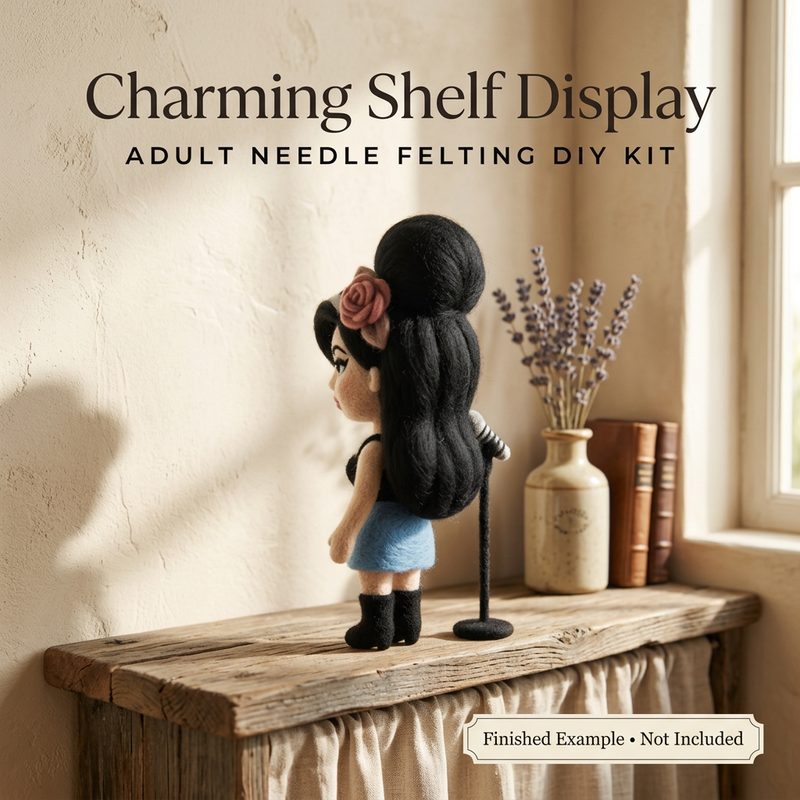 Charming Shelf Display
ADULT NEEDLE FELTING DIY KIT
Finished Example • Not Included